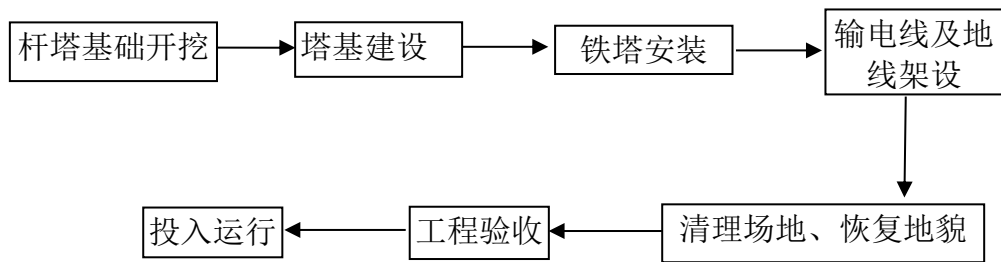 杆塔基础开挖
塔基建设
铁塔安装
输电线及地
线架设
清理场地、恢复地貌
工程验收
投入运行